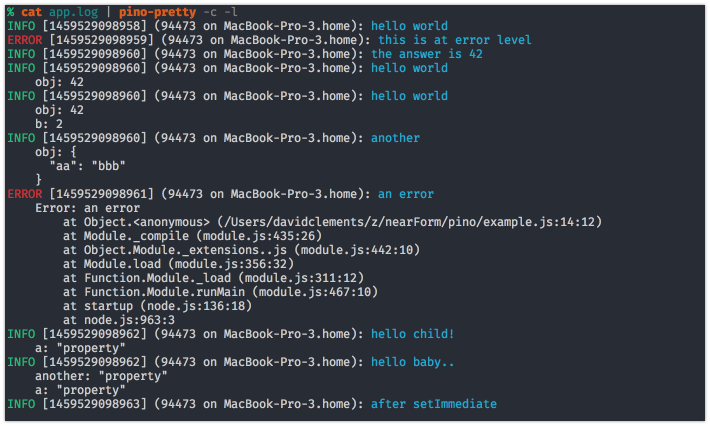 % cat app.log | pino-pretty -c -l
INFO [1459529098958] (94473 on MacBook-Pro-3.home): hello world
ERROR [1459529098959] (94473 on MacBook-Pro-3.home): this is at error level
INFO [1459529098960] (94473 on MacBook-Pro-3.home): the answer is 42
INFO [1459529098960] (94473 on MacBook-Pro-3.home): hello world
    obj: 42
INFO [1459529098960] (94473 on MacBook-Pro-3.home): hello world
    obj: 42
    b: 2
INFO [1459529098960] (94473 on MacBook-Pro-3.home): another
    obj: {
      "aa": "bbb"
    }
ERROR [1459529098961] (94473 on MacBook-Pro-3.home): an error
    Error: an error
        at Object.<anonymous> (/Users/davidclements/z/nearForm/pino/example.js:14:12)
        at Module._compile (module.js:435:26)
        at Object.Module._extensions..js (module.js:442:10)
        at Module.load (module.js:356:32)
        at Function.Module._load (module.js:311:12)
        at Function.Module.runMain (module.js:467:10)
        at startup (node.js:136:18)
        at node.js:963:3
INFO [1459529098962] (94473 on MacBook-Pro-3.home): hello child!
    a: "property"
INFO [1459529098962] (94473 on MacBook-Pro-3.home): hello baby..
    another: "property"
    a: "property"
INFO [1459529098963] (94473 on MacBook-Pro-3.home): after setImmediate